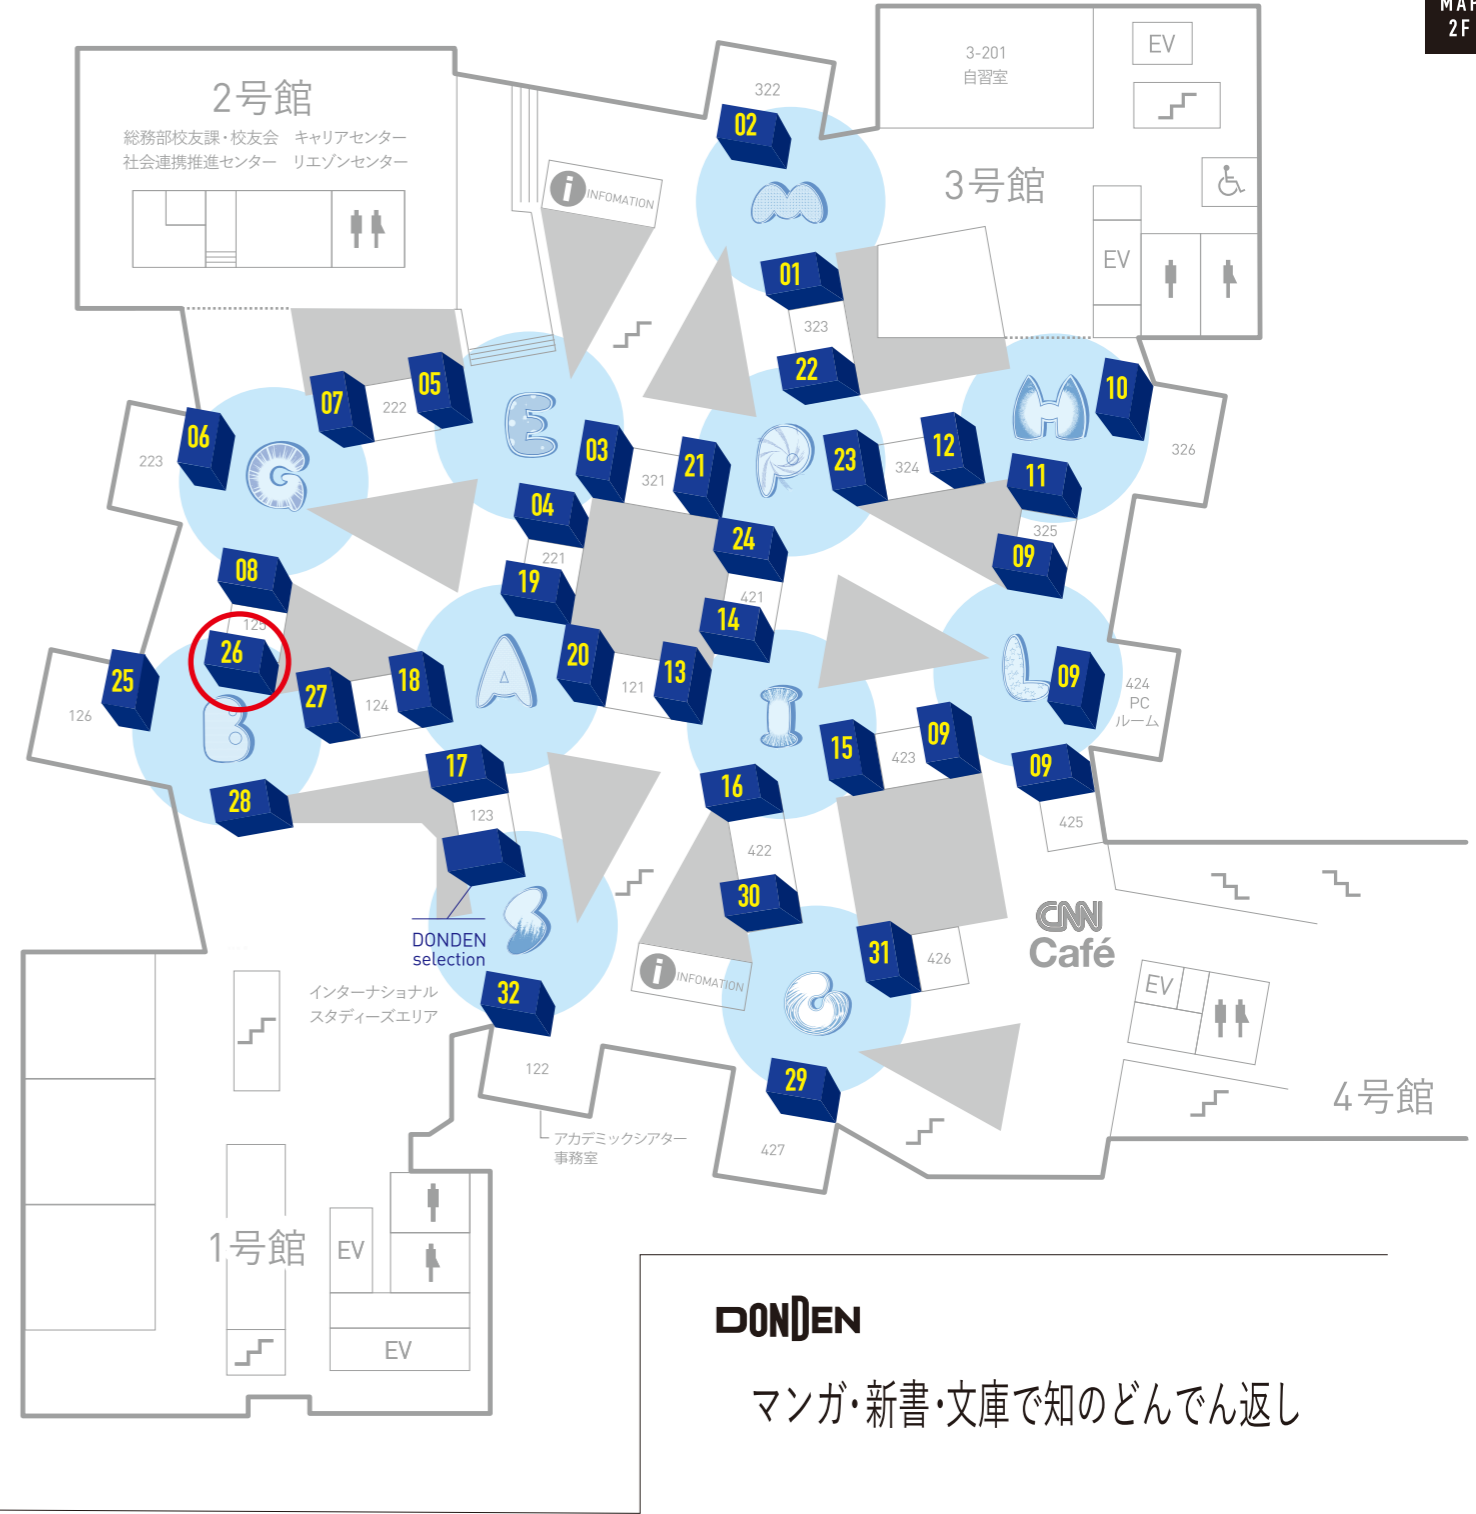 MAP
2F
2号館
総務部校友課・校友会　キャリアセンター
社会連携推進センター　リエゾンセンター
322
02
3-201
自習室
EV
3号館
EV
i INFOMATION
M
01
323
22
07
222
05
E
06
223
G
03
321
21
P
23
324
12
H
10
326
11
325
09
04
221
19
24
421
14
08
125
26
25
126
B
27
124
18
A
20
121
13
I
L
09
424
PC
ルーム
15
423
09
09
425
28
17
123
16
422
30
DONDEN
selection
S
32
122
アカデミックシアター
事務室
インターナショナル
スタディーズエリア
i INFOMATION
G
31
426
29
427
CNN
Café
EV
4号館
1号館
EV
EV
DONDEN
マンガ・新書・文庫で知のどんでん返し